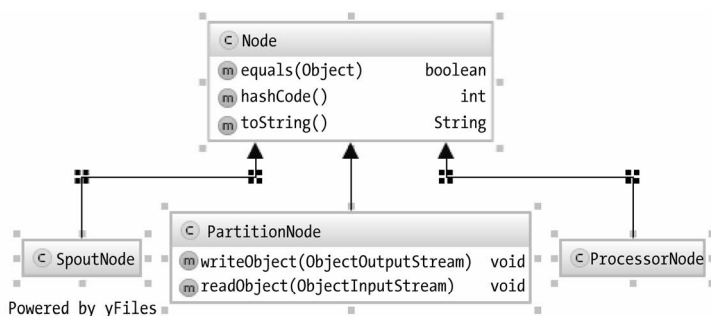 C Node
m equals(Object) boolean
m hashCode() int
m toString() String
C SpoutNode
C PartitionNode
m writeObject(ObjectOutputStream) void
m readObject(ObjectInputStream) void
C ProcessorNode
Powered by yFiles